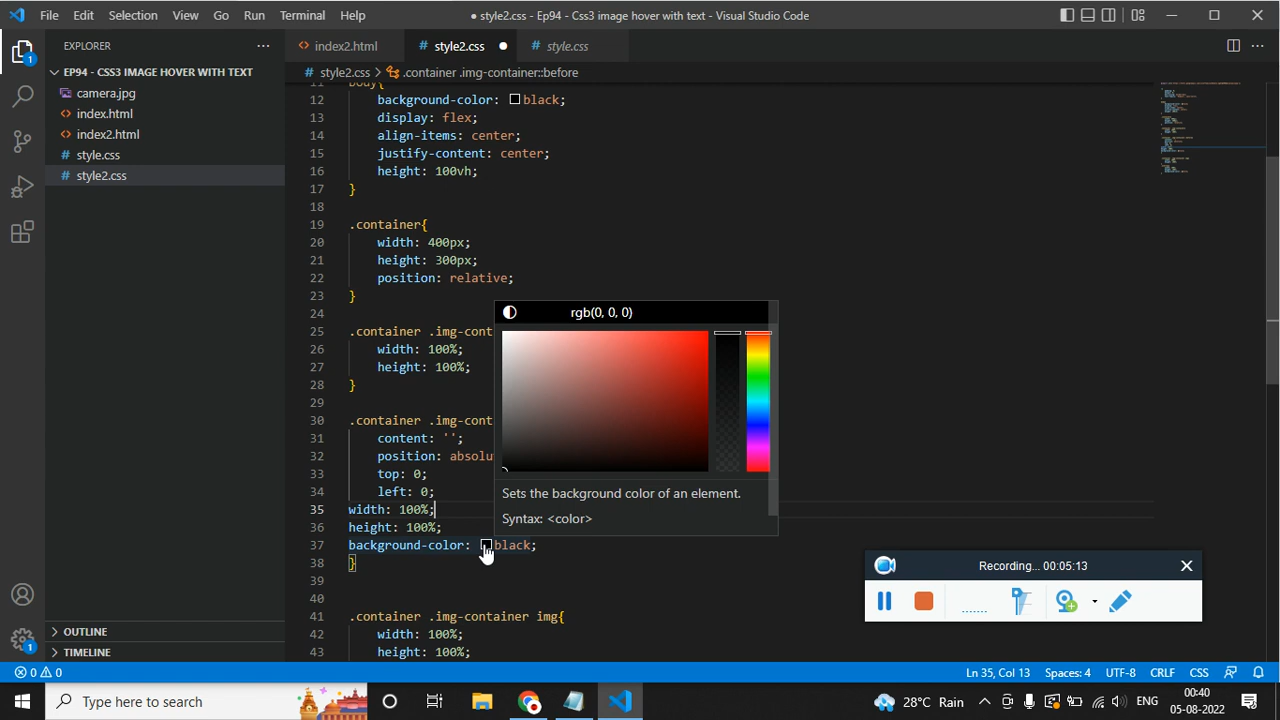 File Edit Selection View Go Run Terminal Help
● style2.css - Ep94 - Css3 image hover with text - Visual Studio Code
EXPLORER
index2.html
style2.css
style.css
EP94 - CSS3 IMAGE HOVER WITH TEXT
style2.css > .container .img-container::before
camera.jpg
index.html
index2.html
style.css
style2.css
body{
12 background-color: black;
13 display: flex;
14 align-items: center;
15 justify-content: center;
16 height: 100vh;
17 }
18
19 .container{
20 width: 400px;
21 height: 300px;
22 position: relative;
23 }
24
25 .container .img-cont
26 width: 100%;
27 height: 100%;
28 }
29
30 .container .img-cont
31 content: '';
32 position: absolu
33 top: 0;
34 left: 0;
35 width: 100%;
36 height: 100%;
37 background-color: black;
38 }
39
40
41 .container .img-container img{
42 width: 100%;
43 height: 100%;
rgb(0, 0, 0)
Sets the background color of an element.
Syntax: <color>
Recording... 00:05:13
1
1
OUTLINE
TIMELINE
0 0
Ln 35, Col 13 Spaces: 4 UTF-8 CRLF CSS
Type here to search
28°C Rain
ENG
00:40
05-08-2022